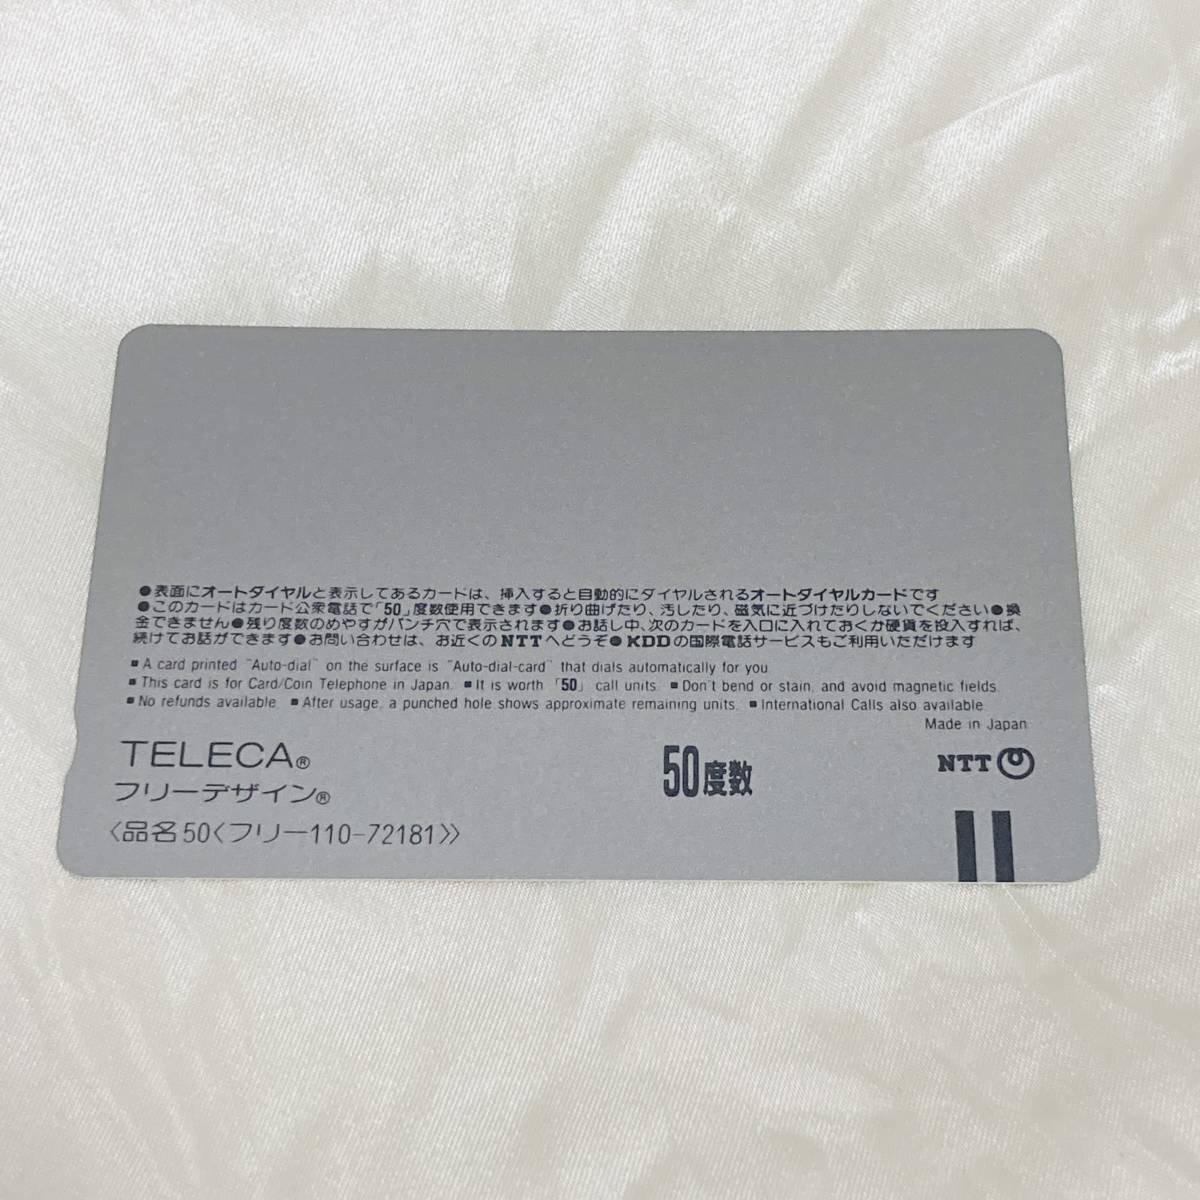 ●表面にオートダイヤルと表示してあるカードは、挿入すると自動的にダイヤルされるオートダイヤルカードです
●このカードはカード公衆電話で「50」度数使用できます●折り曲げたり、汚したり、磁気に近づけたりしないでください●換
金できません●残り度数のめやすがパンチ穴で表示されます●お話し中、次のカードを入口に入れておくか硬貨を投入すれば、
続けてお話ができます●お問い合わせは、お近くのNTTへどうぞ●KDDの国際電話サービスもご利用いただけます
■A card printed "Auto-dial" on the surface is "Auto-dial-card" that dials automatically for you.
■This card is for Card/Coin Telephone in Japan. ■It is worth「50」call units. ■Don't bend or stain, and avoid magnetic fields.
■No refunds available. ■After usage, a punched hole shows approximate remaining units. ■International Calls also available.
Made in Japan
TELECA®
フリーデザイン®
〈品名50〈フリー110-72181〉〉
50度数
NTT